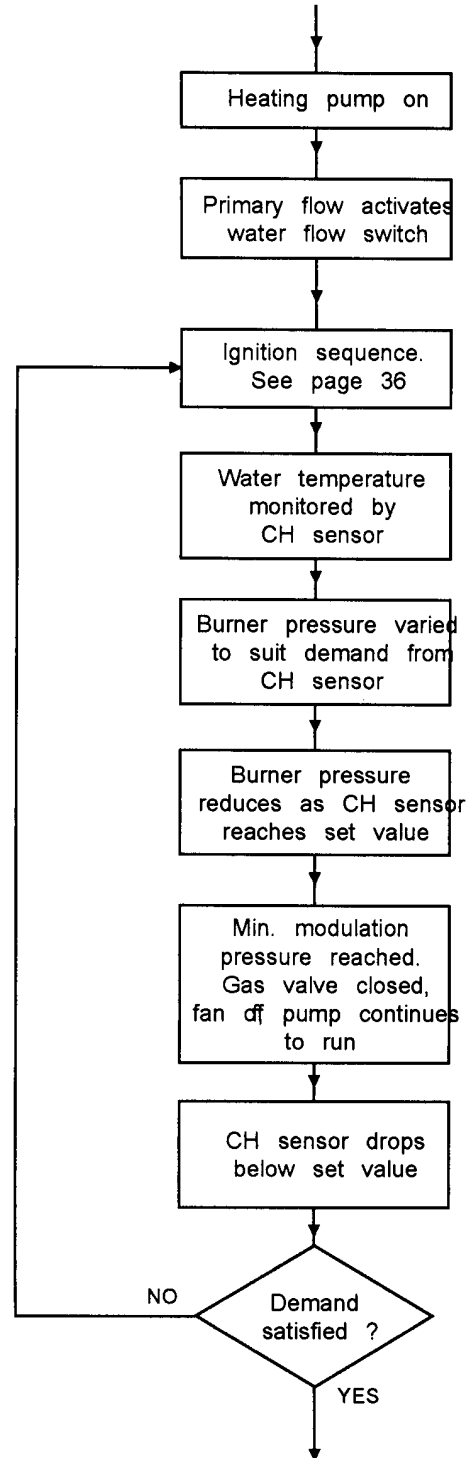 Heating pump on
Primary flow activates
water flow switch
Ignition sequence.
See page 36
Water temperature
monitored by
CH sensor
Burner pressure varied
to suit demand from
CH sensor
Burner pressure
reduces as CH sensor
reaches set value
Min. modulation
pressure reached.
Gas valve closed,
fan off, pump continues
to run
CH sensor drops
below set value
NO
Demand
satisfied ?
YES